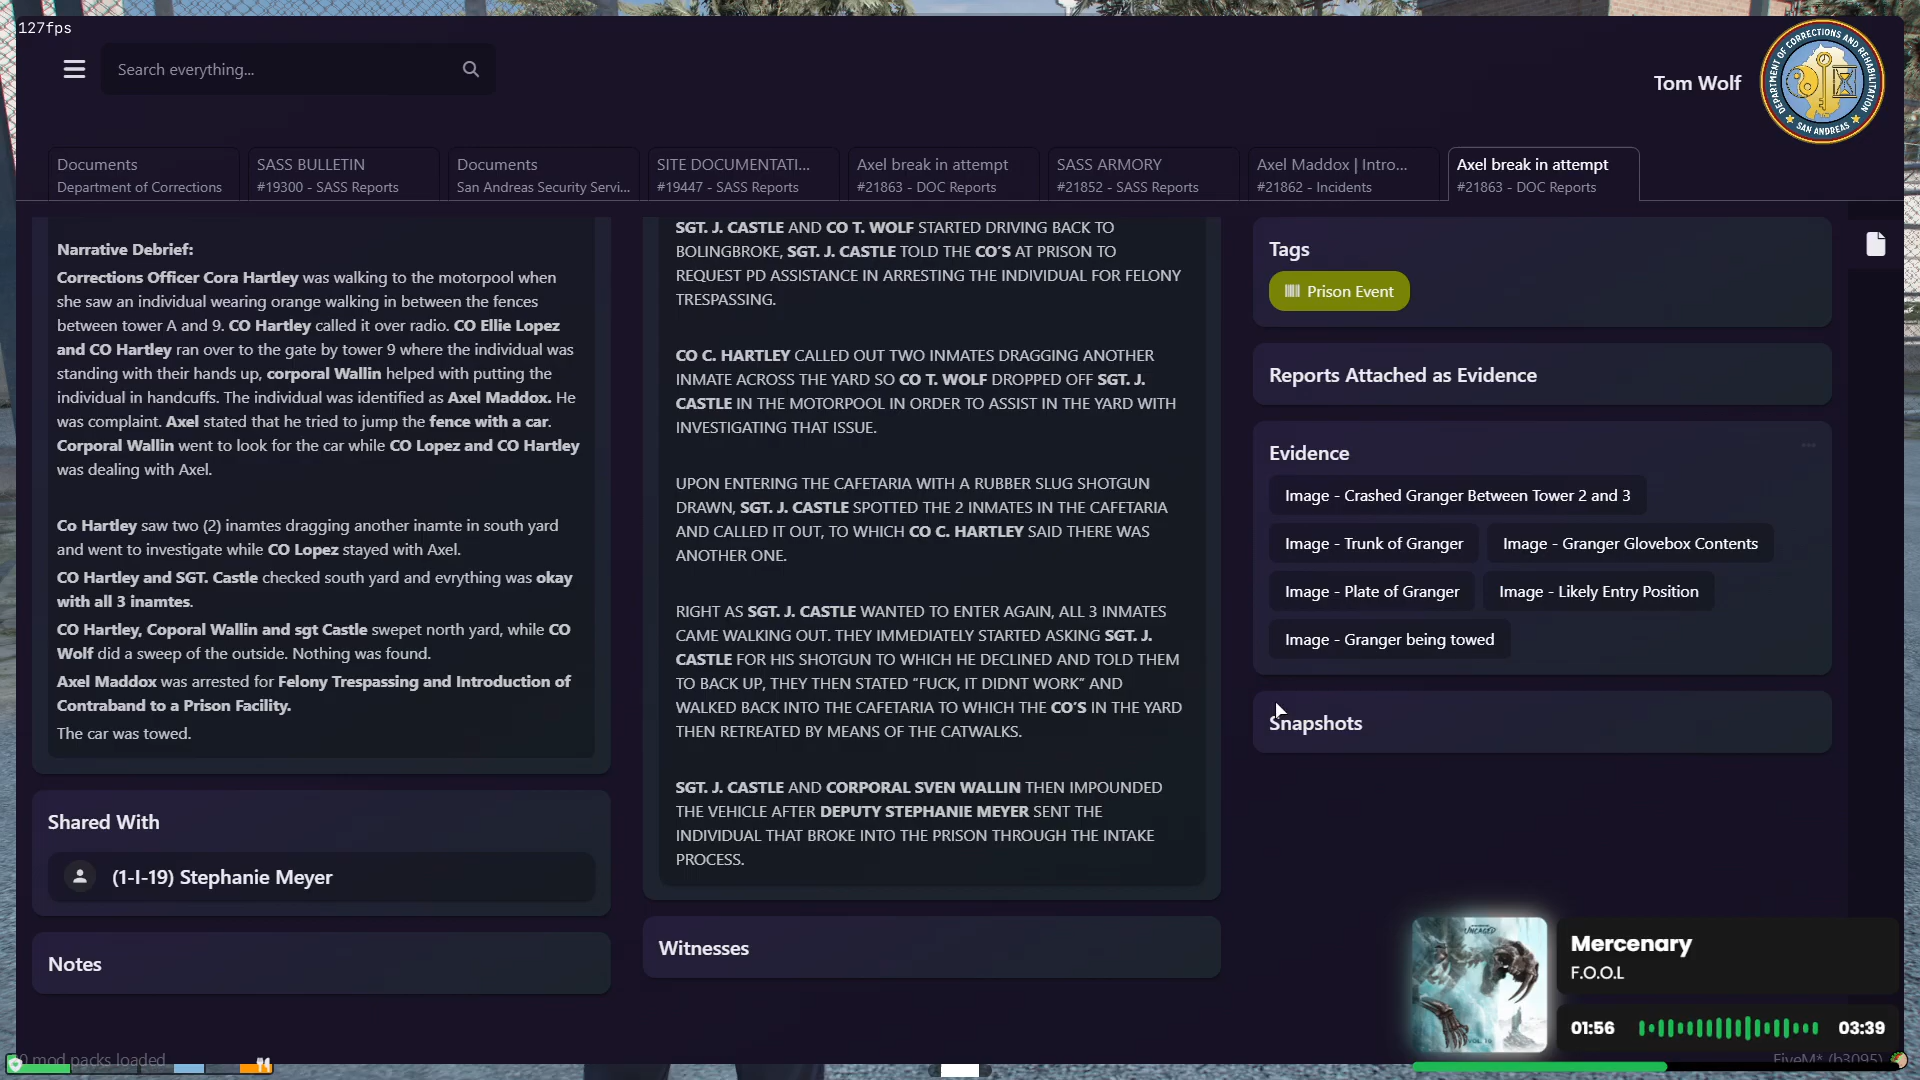 127fps
Search everything...
Tom Wolf
DEPARTMENT OF CORRECTIONS AND REHABILITATION
SAN ANDREAS
Documents
Department of Corrections
SASS BULLETIN
#19300 - SASS Reports
Documents
San Andreas Security Servi...
SITE DOCUMENTATI...
#19447 - SASS Reports
Axel break in attempt
#21863 - DOC Reports
SASS ARMORY
#21852 - SASS Reports
Axel Maddox | Intro...
#21862 - Incidents
Axel break in attempt
#21863 - DOC Reports
Narrative Debrief:
Corrections Officer Cora Hartley was walking to the motorpool when
she saw an individual wearing orange walking in between the fences
between tower A and 9. CO Hartley called it over radio. CO Ellie Lopez
and CO Hartley ran over to the gate by tower 9 where the individual was
standing with their hands up, corporal Wallin helped with putting the
individual in handcuffs. The individual was identified as Axel Maddox. He
was complaint. Axel stated that he tried to jump the fence with a car.
Corporal Wallin went to look for the car while CO Lopez and CO Hartley
was dealing with Axel.
Co Hartley saw two (2) inamtes dragging another inamte in south yard
and went to investigate while CO Lopez stayed with Axel.
CO Hartley and SGT. Castle checked south yard and evrything was okay
with all 3 inamtes.
CO Hartley, Coporal Wallin and sgt Castle swepet north yard, while CO
Wolf did a sweep of the outside. Nothing was found.
Axel Maddox was arrested for Felony Trespassing and Introduction of
Contraband to a Prison Facility.
The car was towed.
Shared With
(1-I-19) Stephanie Meyer
Notes
SGT. J. CASTLE AND CO T. WOLF STARTED DRIVING BACK TO
BOLINGBROKE, SGT. J. CASTLE TOLD THE CO'S AT PRISON TO
REQUEST PD ASSISTANCE IN ARRESTING THE INDIVIDUAL FOR FELONY
TRESPASSING.
CO C. HARTLEY CALLED OUT TWO INMATES DRAGGING ANOTHER
INMATE ACROSS THE YARD SO CO T. WOLF DROPPED OFF SGT. J.
CASTLE IN THE MOTORPOOL IN ORDER TO ASSIST IN THE YARD WITH
INVESTIGATING THAT ISSUE.
UPON ENTERING THE CAFETARIA WITH A RUBBER SLUG SHOTGUN
DRAWN, SGT. J. CASTLE SPOTTED THE 2 INMATES IN THE CAFETARIA
AND CALLED IT OUT, TO WHICH CO C. HARTLEY SAID THERE WAS
ANOTHER ONE.
RIGHT AS SGT. J. CASTLE WANTED TO ENTER AGAIN, ALL 3 INMATES
CAME WALKING OUT. THEY IMMEDIATELY STARTED ASKING SGT. J.
CASTLE FOR HIS SHOTGUN TO WHICH HE DECLINED AND TOLD THEM
TO BACK UP, THEY THEN STATED "FUCK, IT DIDNT WORK" AND
WALKED BACK INTO THE CAFETARIA TO WHICH THE CO'S IN THE YARD
THEN RETREATED BY MEANS OF THE CATWALKS.
SGT. J. CASTLE AND CORPORAL SVEN WALLIN THEN IMPOUNDED
THE VEHICLE AFTER DEPUTY STEPHANIE MEYER SENT THE
INDIVIDUAL THAT BROKE INTO THE PRISON THROUGH THE INTAKE
PROCESS.
Witnesses
Tags
Prison Event
Reports Attached as Evidence
Evidence
Image - Crashed Granger Between Tower 2 and 3
Image - Trunk of Granger
Image - Granger Glovebox Contents
Image - Plate of Granger
Image - Likely Entry Position
Image - Granger being towed
Snapshots
UNCAGED
Mercenary
F.O.O.L
01:56
03:39
mod packs loaded
FiveM* (b3095)